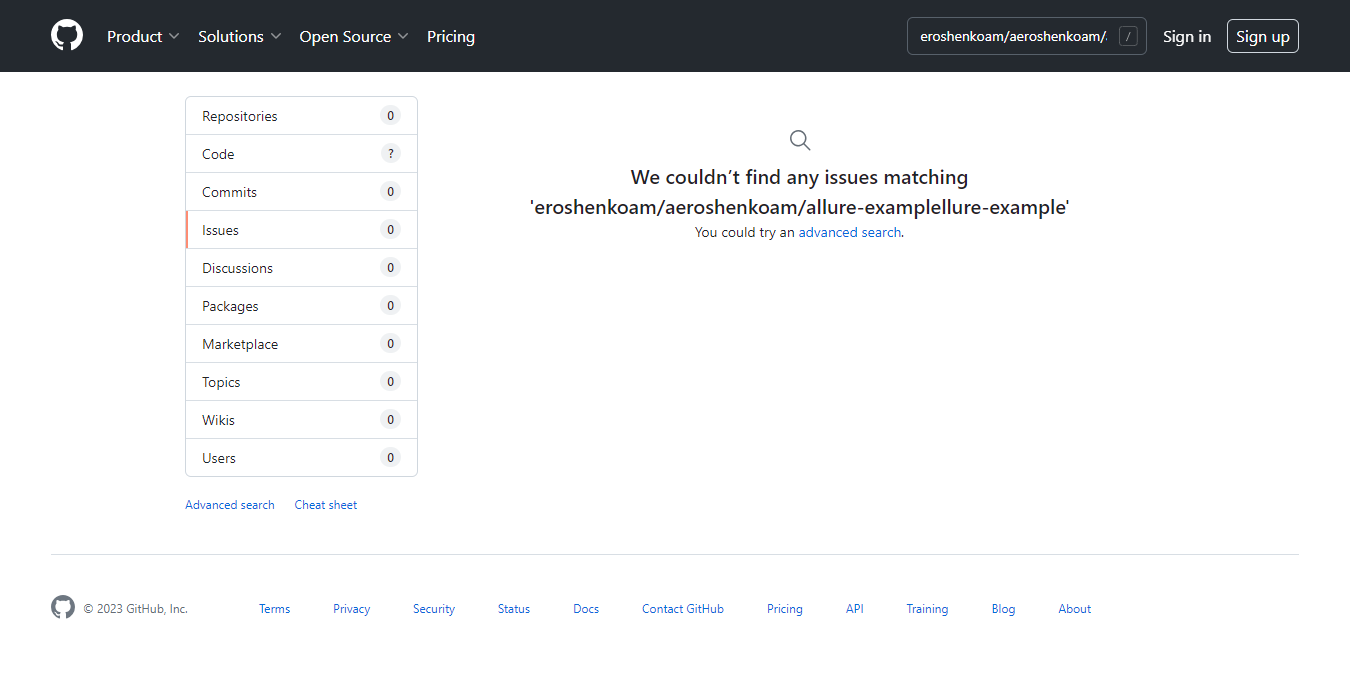 Product Solutions Open Source Pricing eroshenkoam/aeroshenkoam/. / Sign in Sign up
Repositories 0
Code ?
Commits 0
Issues 0
Discussions 0
Packages 0
Marketplace 0
Topics 0
Wikis 0
Users 0
Advanced search Cheat sheet
We couldn’t find any issues matching
'eroshenkoam/aeroshenkoam/allure-examplellure-example'
You could try an advanced search.
© 2023 GitHub, Inc. Terms Privacy Security Status Docs Contact GitHub Pricing API Training Blog About